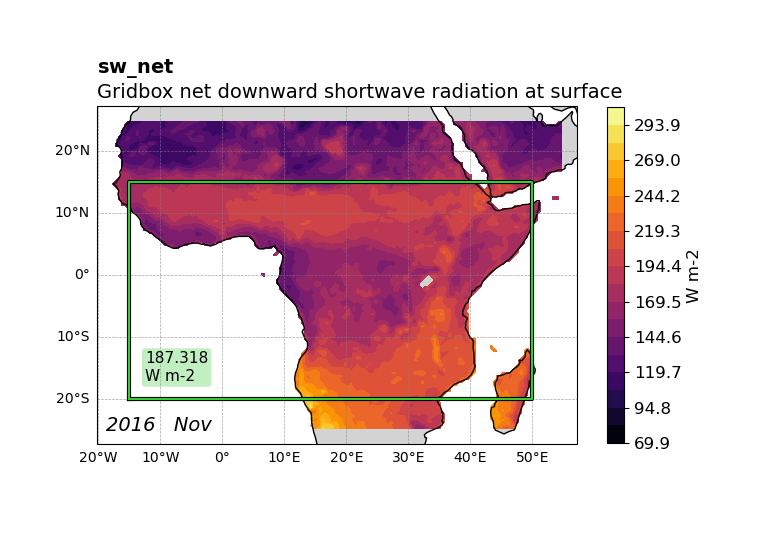 sw_net
Gridbox net downward shortwave radiation at surface
20°N
10°N
0°
10°S
20°S
187.318
W m-2
2016 Nov
20°W 10°W 0° 10°E 20°E 30°E 40°E 50°E
293.9
269.0
244.2
219.3
194.4
169.5
144.6
119.7
94.8
69.9
W m-2